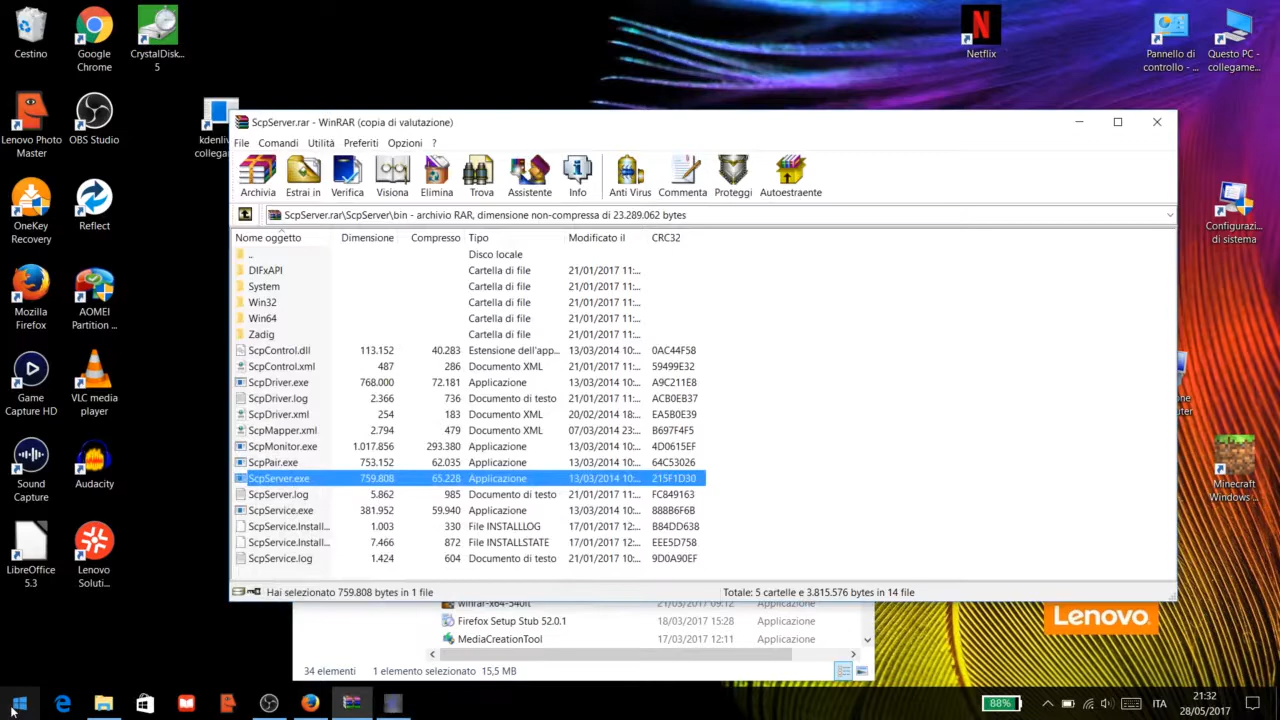 Cestino
Google
Chrome
CrystalDisk...
5
Netflix
Pannello di
controllo - ...
Questo PC -
collegame...
Lenovo Photo
Master
OBS Studio
kdenliv
collegar
OneKey
Recovery
Reflect
Configurazi...
di sistema
Mozilla
Firefox
AOMEI
Partition ...
Game
Capture HD
VLC media
player
Sound
Capture
Audacity
Minecraft
Windows ...
LibreOffice
5.3
Lenovo
Soluti...
ScpServer.rar - WinRAR (copia di valutazione)
File Comandi Utilità Preferiti Opzioni ?
Archivia Estrai in Verifica Visiona Elimina Trova Assistente Info Anti Virus Commenta Proteggi Autoestraente
ScpServer.rar\ScpServer\bin - archivio RAR, dimensione non-compressa di 23.289.062 bytes
Nome oggetto Dimensione Compresso Tipo Modificato il CRC32
.. Disco locale
DIFxAPI Cartella di file 21/01/2017 11:...
System Cartella di file 21/01/2017 11:...
Win32 Cartella di file 21/01/2017 11:...
Win64 Cartella di file 21/01/2017 11:...
Zadig Cartella di file 21/01/2017 11:...
ScpControl.dll 113.152 40.283 Estensione dell'app... 13/03/2014 10:... 0AC44F58
ScpControl.xml 487 286 Documento XML 21/01/2017 11:... 59499E32
ScpDriver.exe 768.000 72.181 Applicazione 13/03/2014 10:... A9C211E8
ScpDriver.log 2.366 736 Documento di testo 21/01/2017 11:... ACB0EB37
ScpDriver.xml 254 183 Documento XML 20/02/2014 18:... EA5B0E39
ScpMapper.xml 2.794 479 Documento XML 07/03/2014 23:... B697F4F5
ScpMonitor.exe 1.017.856 293.380 Applicazione 13/03/2014 10:... 4D0615EF
ScpPair.exe 753.152 62.035 Applicazione 13/03/2014 10:... 64C53026
ScpServer.exe 759.808 65.228 Applicazione 13/03/2014 10:... 215F1D30
ScpServer.log 5.862 985 Documento di testo 21/01/2017 11:... FC849163
ScpService.exe 381.952 59.940 Applicazione 13/03/2014 10:... 888B6F6B
ScpService.Install... 1.003 330 File INSTALLLOG 17/01/2017 12:... B84DD638
ScpService.Install... 7.466 872 File INSTALLSTATE 17/01/2017 12:... EEE5D758
ScpService.log 1.424 604 Documento di testo 21/01/2017 10:... 9D0A90EF
Hai selezionato 759.808 bytes in 1 file Totale: 5 cartelle e 3.815.576 bytes in 14 file
winrar-x64-540it 21/03/2017 09:12 Applicazione
Firefox Setup Stub 52.0.1 18/03/2017 15:28 Applicazione
MediaCreationTool 17/03/2017 12:11 Applicazione
34 elementi 1 elemento selezionato 15,5 MB
Lenovo
88%
ITA
21:32
28/05/2017